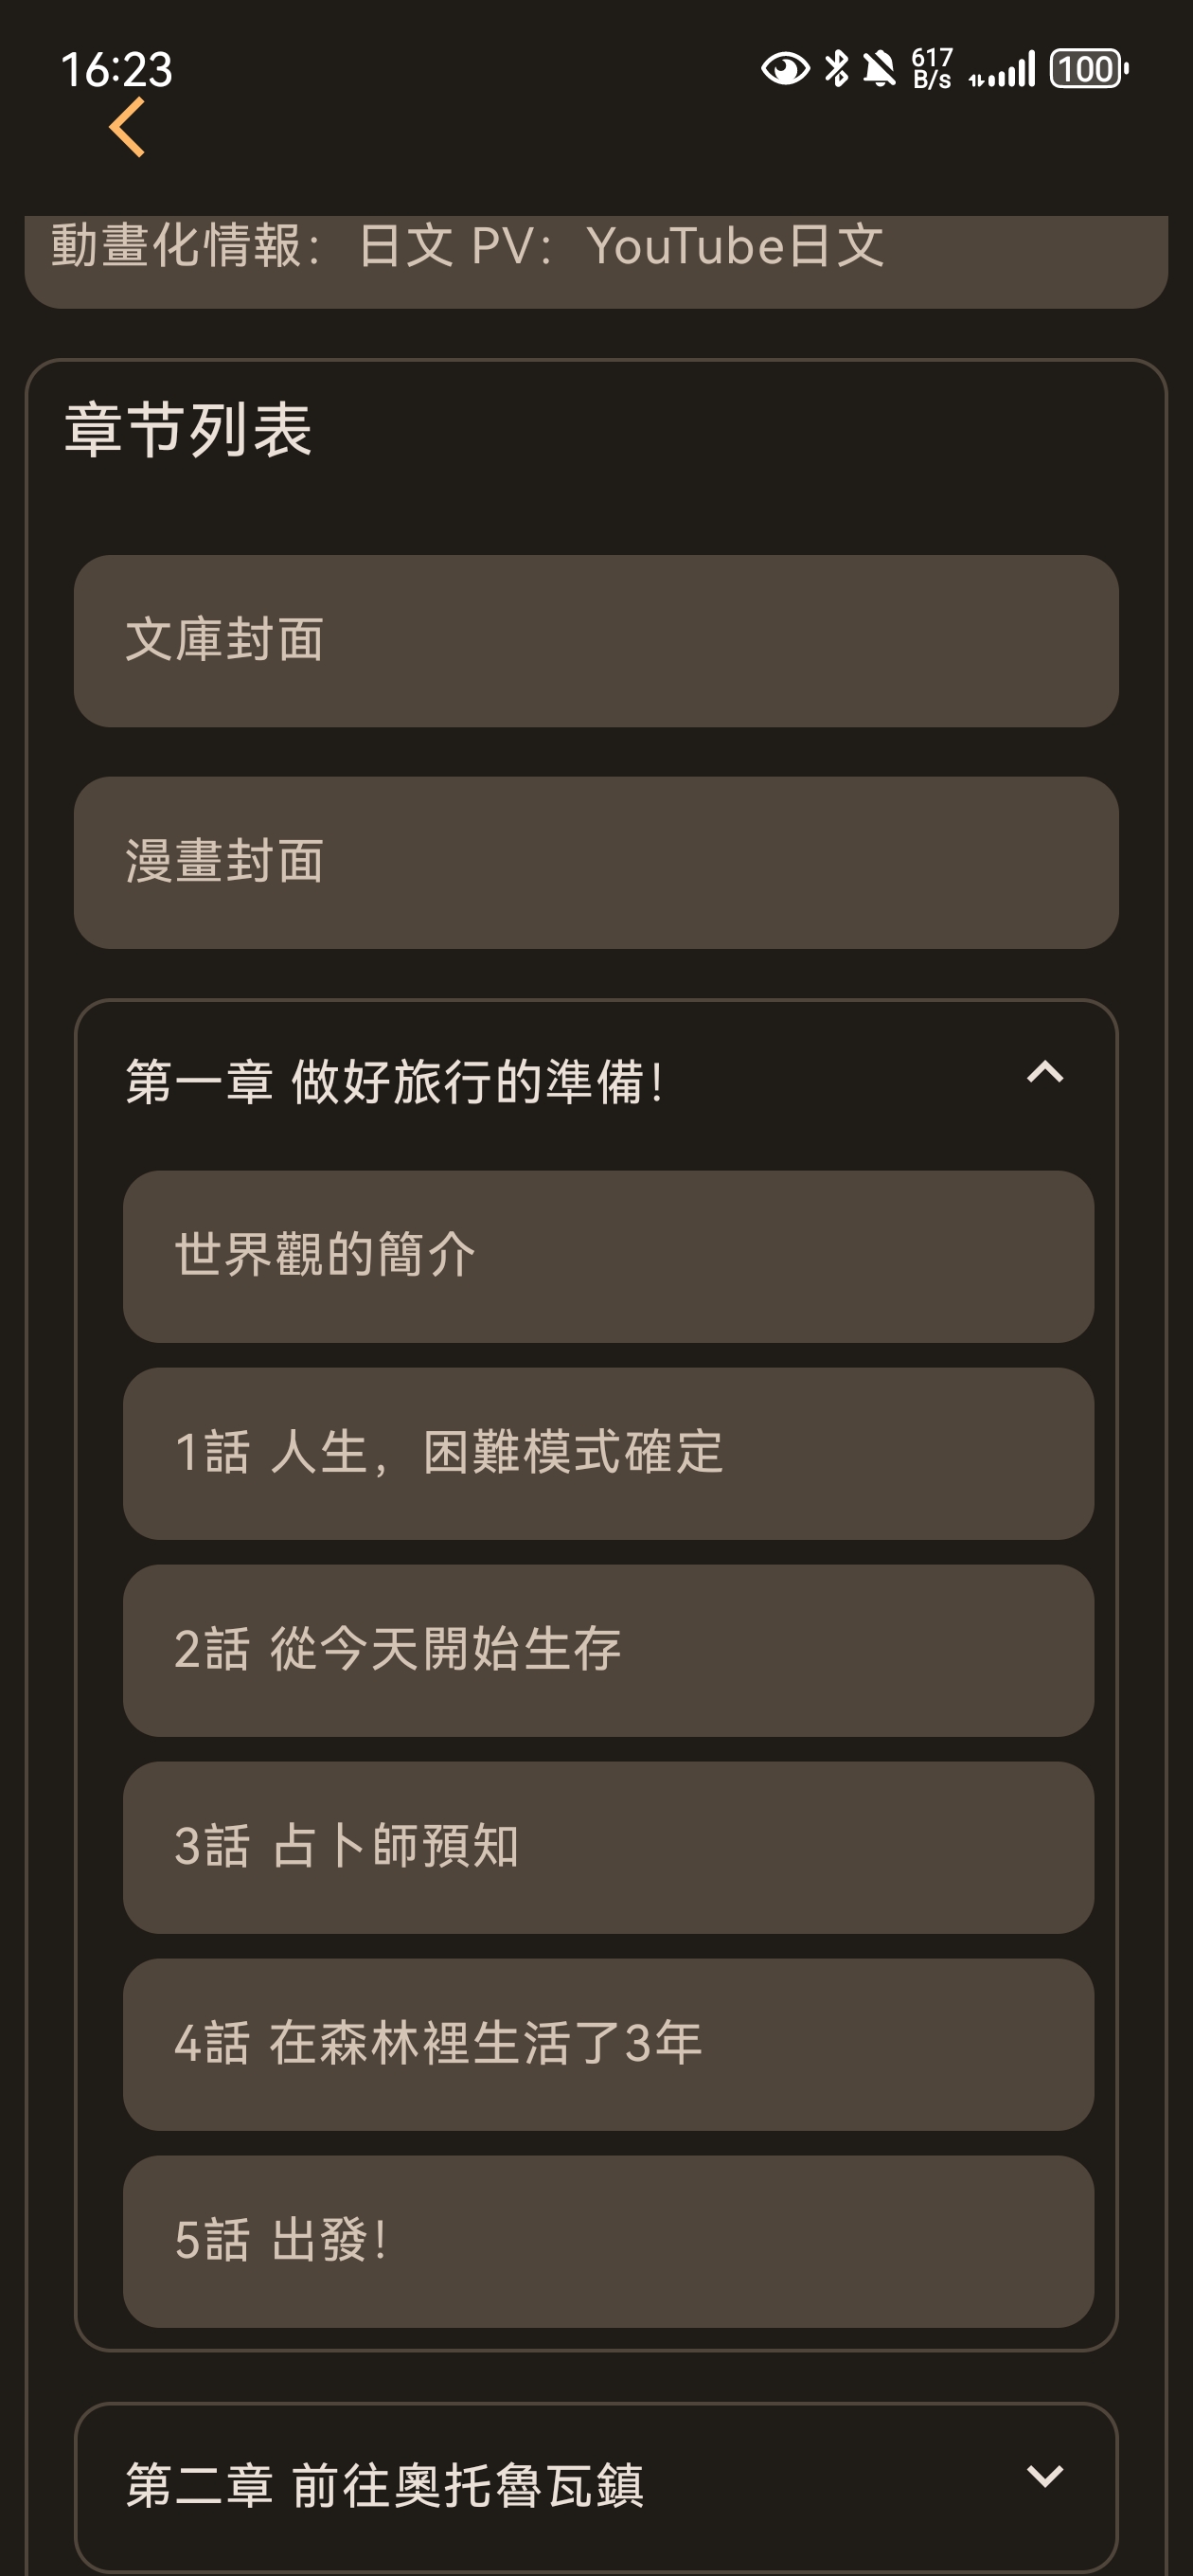 16:23
617
B/s
100
動畫化情報：日文 PV：YouTube日文
章节列表
文庫封面
漫畫封面
第一章 做好旅行的準備！
世界觀的簡介
1話 人生，困難模式確定
2話 從今天開始生存
3話 占卜師預知
4話 在森林裡生活了3年
5話 出發！
第二章 前往奧托魯瓦鎮